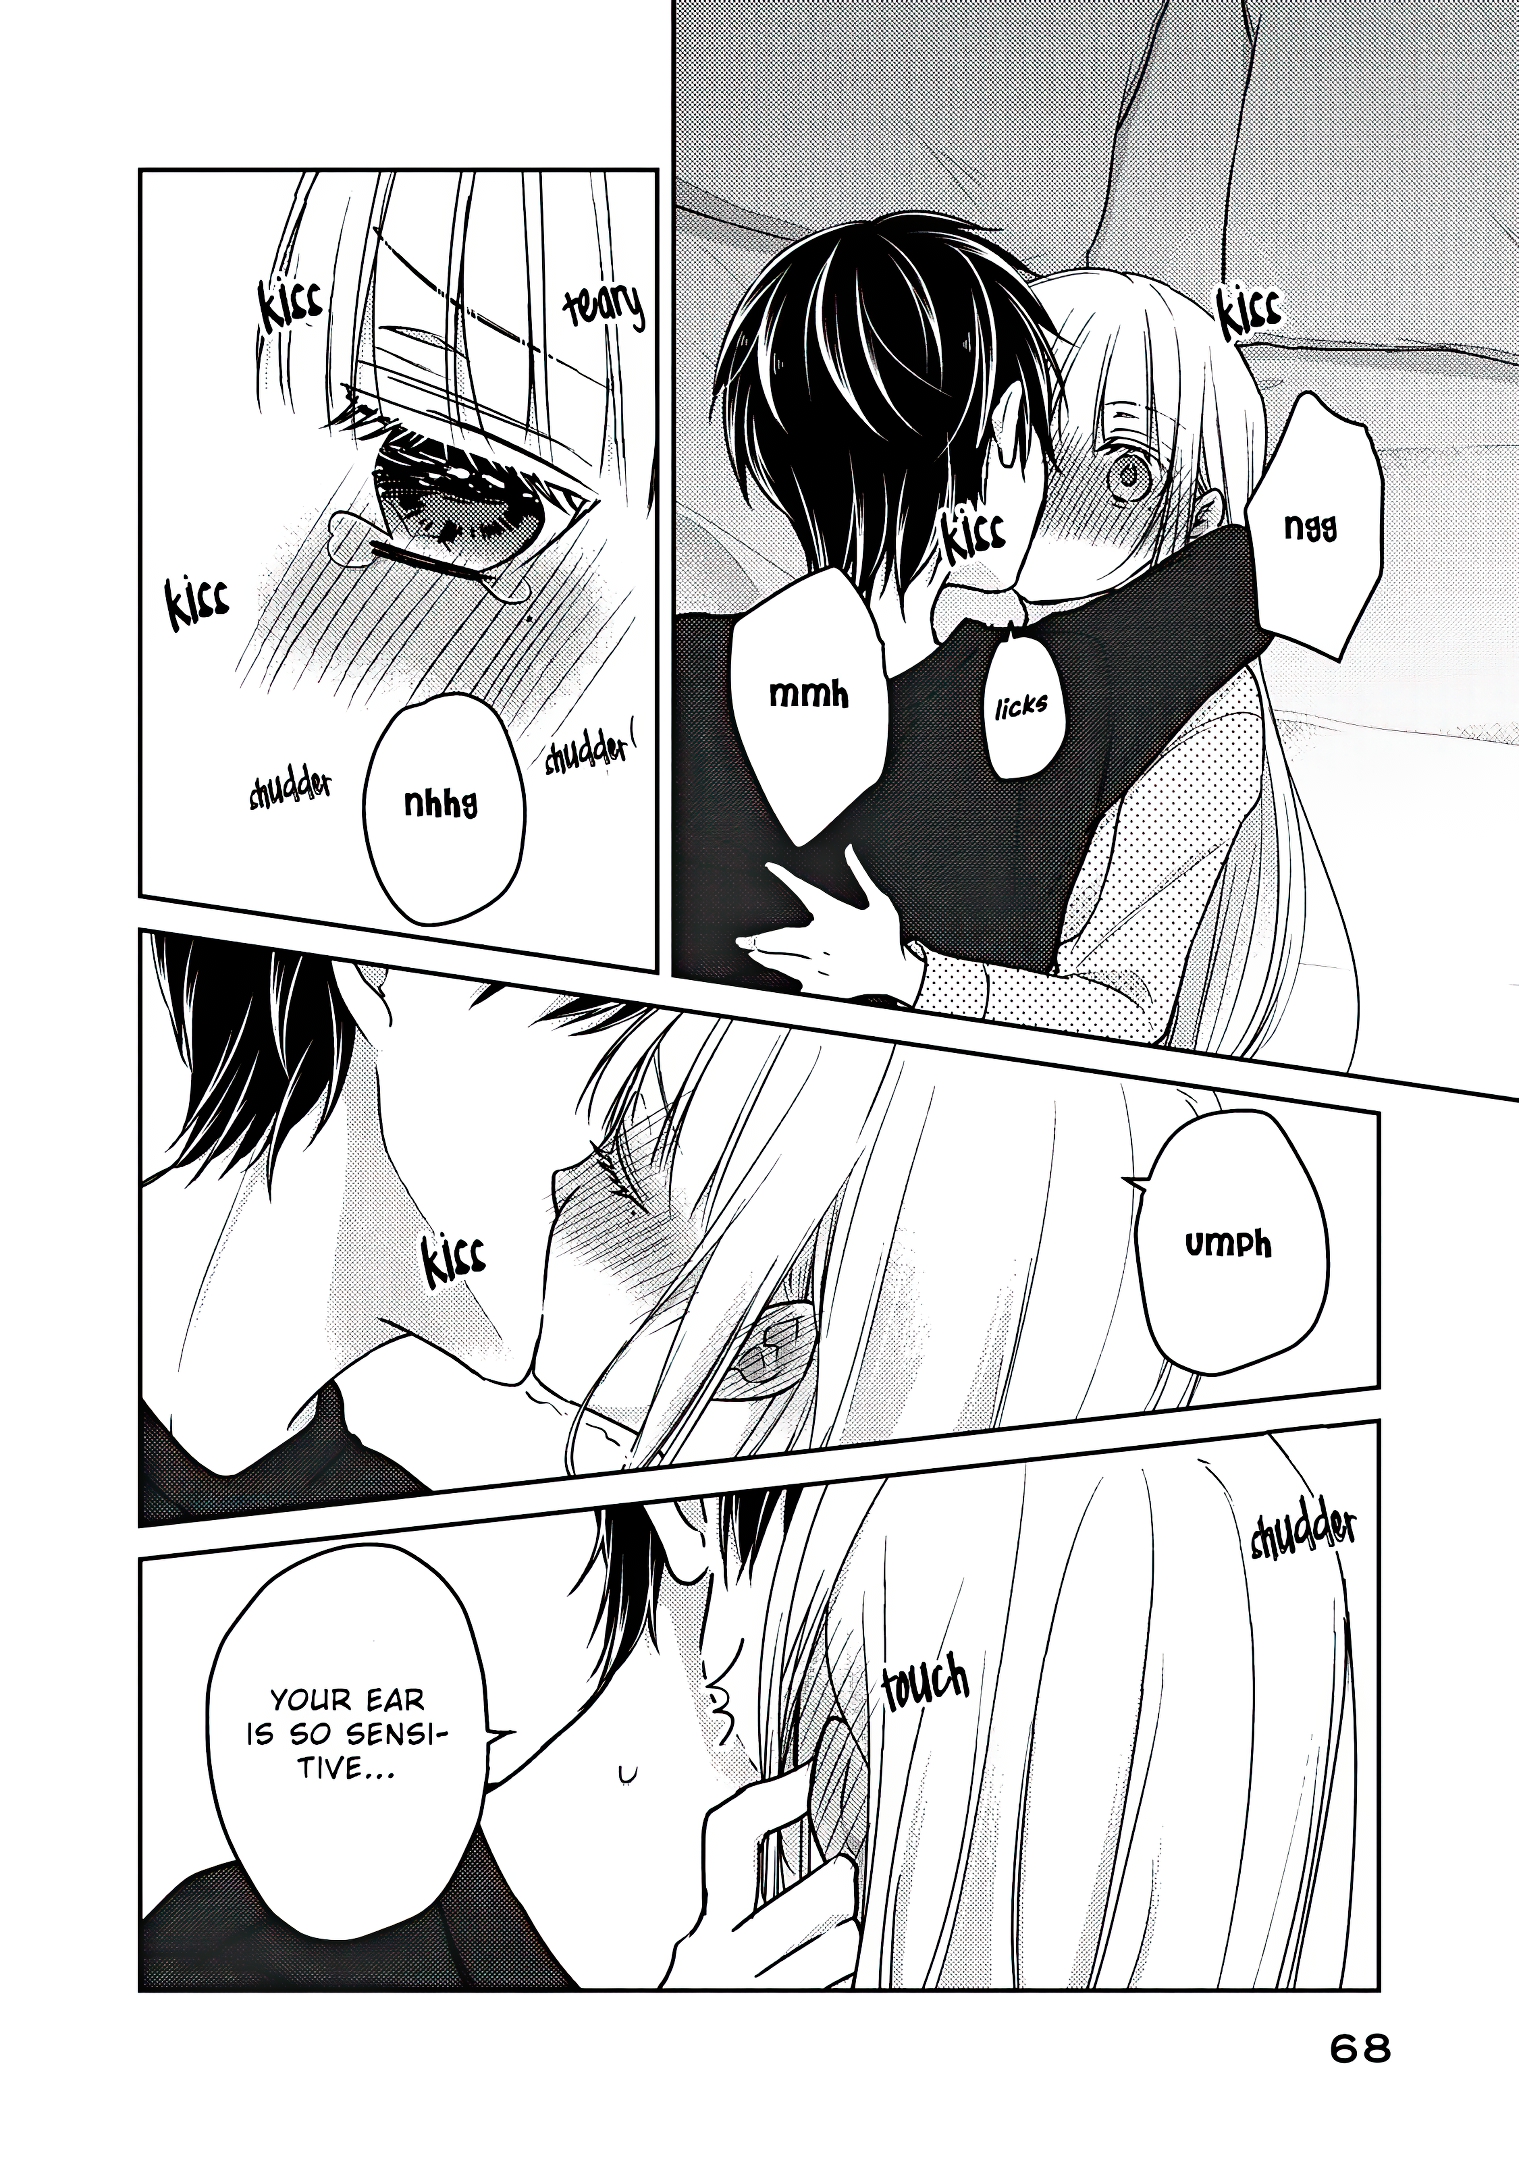 kiss
ngg
kiss
licks
mmh
teary
kiss
kiss
shudder
nhhg
shudder
umph
kiss
shudder
touch
YOUR EAR
IS SO SENSI-
TIVE...
68